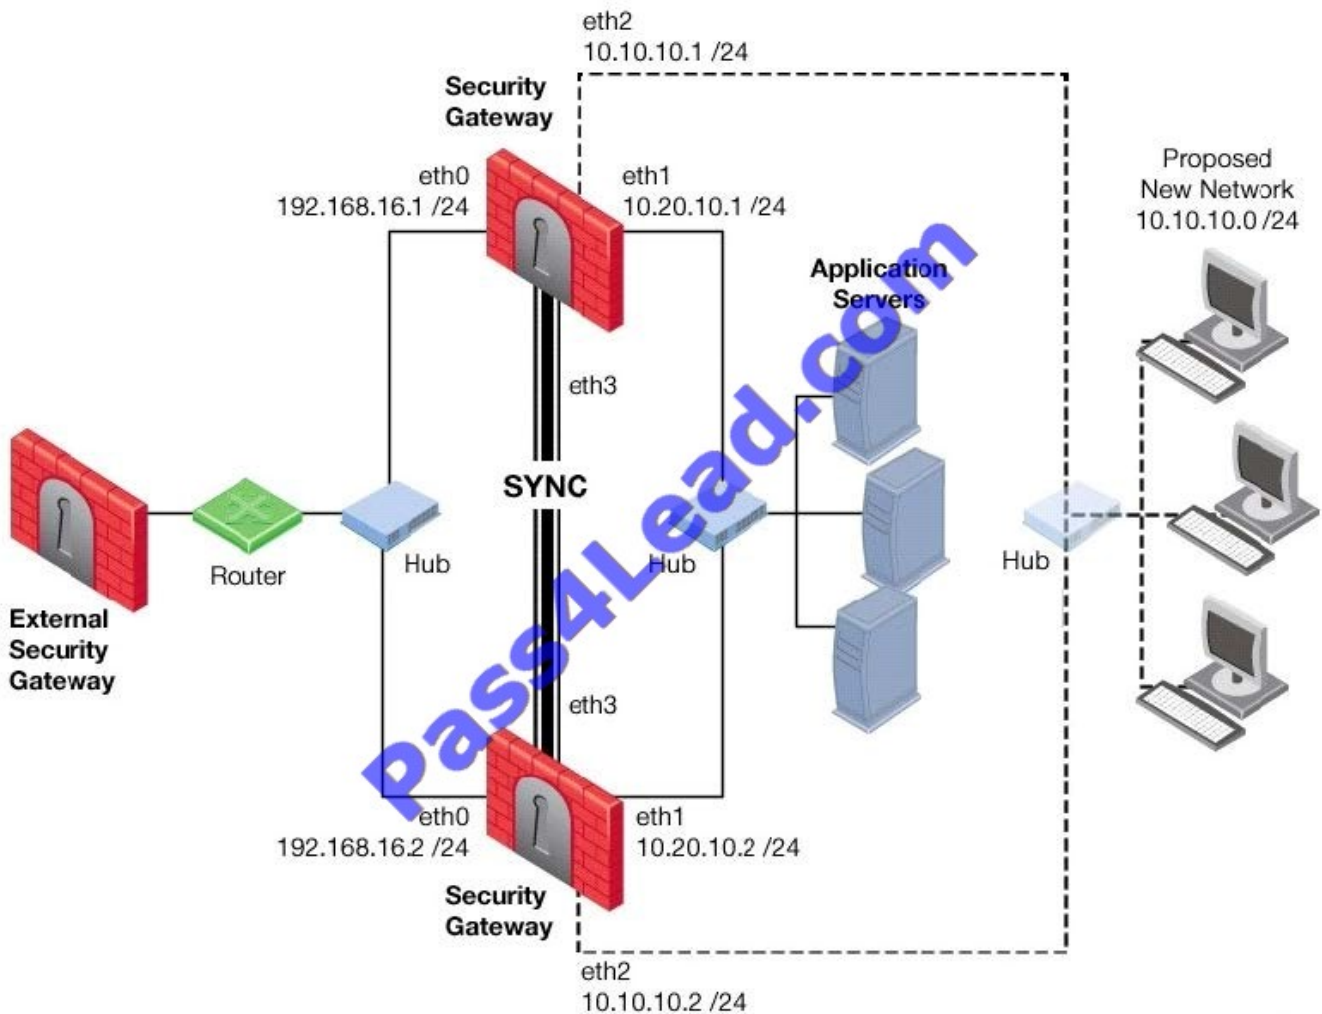 eth2
10.10.10.1 /24
Security
Gateway
eth0
192.168.16.1 /24
eth1
10.20.10.1 /24
Proposed
New Network
10.10.10.0 /24
Application
Servers
eth3
SYNC
Hub
Hub
Hub
Router
External
Security
Gateway
eth3
eth0
192.168.16.2 /24
eth1
10.20.10.2 /24
Security
Gateway
eth2
10.10.10.2 /24
Pass4Lead.com